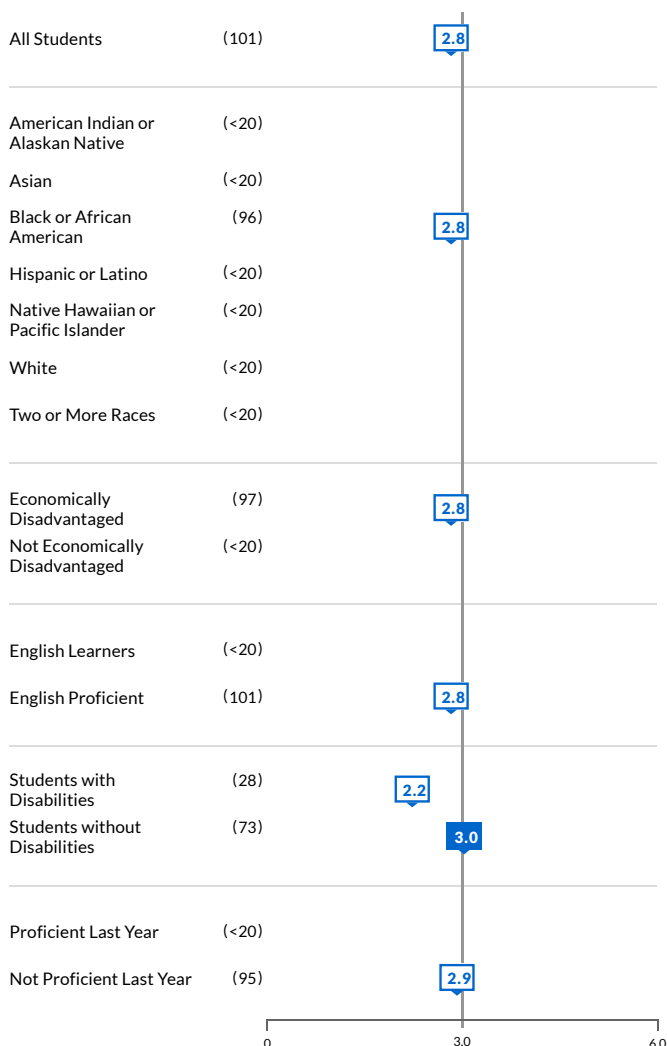 All Students (101) 2.8
American Indian or (<20)
Alaskan Native
Asian (<20)
Black or African (96) 2.8
American
Hispanic or Latino (<20)
Native Hawaiian or (<20)
Pacific Islander
White (<20)
Two or More Races (<20)
Economically (97) 2.8
Disadvantaged
Not Economically (<20)
Disadvantaged
English Learners (<20)
English Proficient (101) 2.8
Students with (28) 2.2
Disabilities
Students without (73) 3.0
Disabilities
Proficient Last Year (<20)
Not Proficient Last Year (95) 2.9
0 3.0 6.0